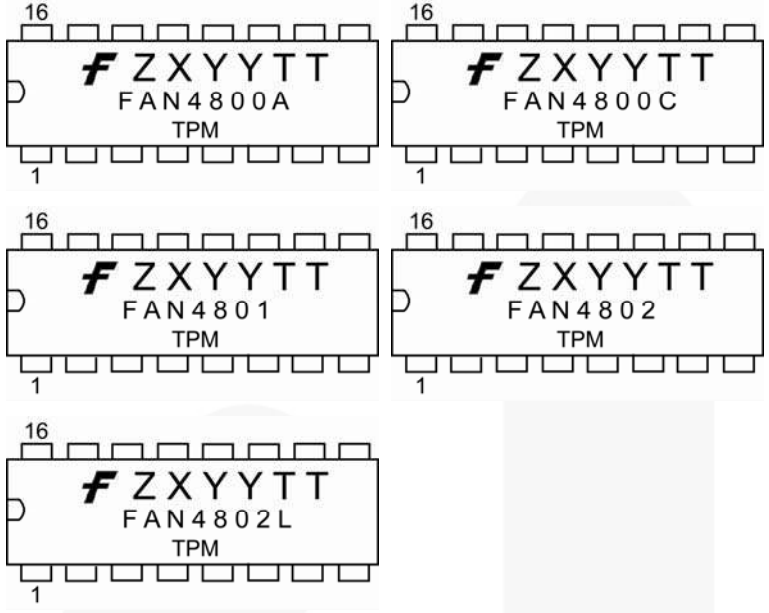 16
ZXYYTT
FAN4800A
TPM
1
16
ZXYYTT
FAN4800C
TPM
1
16
ZXYYTT
FAN4801
TPM
1
16
ZXYYTT
FAN4802
TPM
1
16
ZXYYTT
FAN4802L
TPM
1